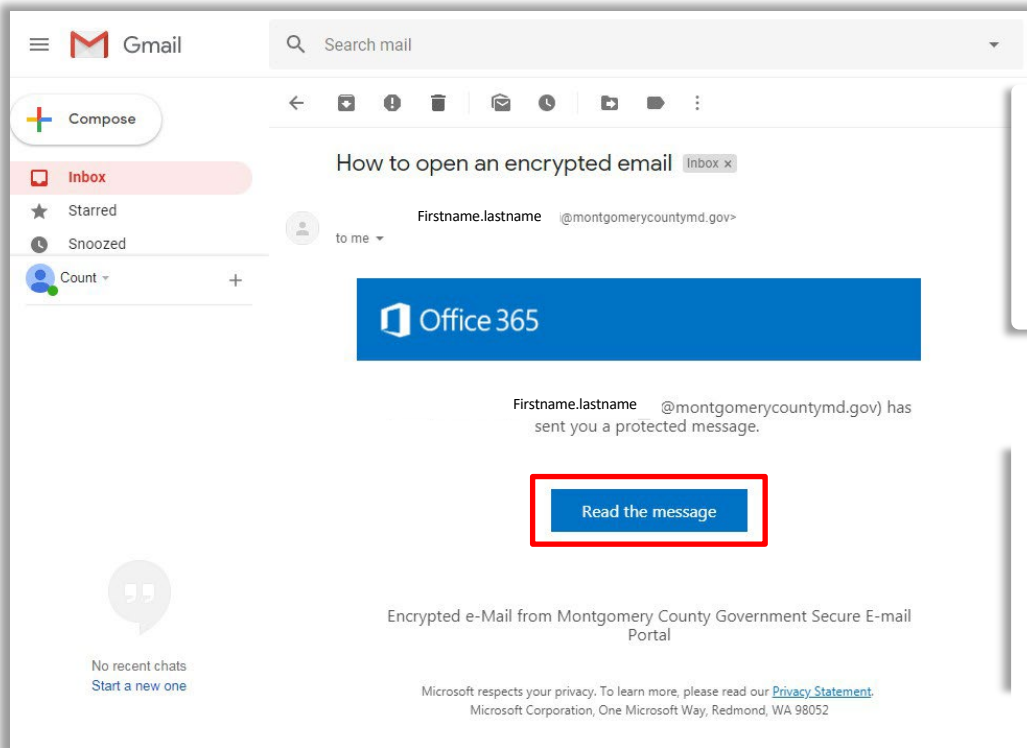 Gmail
Search mail
Compose
Inbox
Starred
Snoozed
Count
How to open an encrypted email Inbox x
Firstname.lastname @montgomerycountymd.gov>
to me
Office 365
Firstname.lastname @montgomerycountymd.gov) has
sent you a protected message.
Read the message
Encrypted e-Mail from Montgomery County Government Secure E-mail
Portal
No recent chats
Start a new one
Microsoft respects your privacy. To learn more, please read our Privacy Statement.
Microsoft Corporation, One Microsoft Way, Redmond, WA 98052